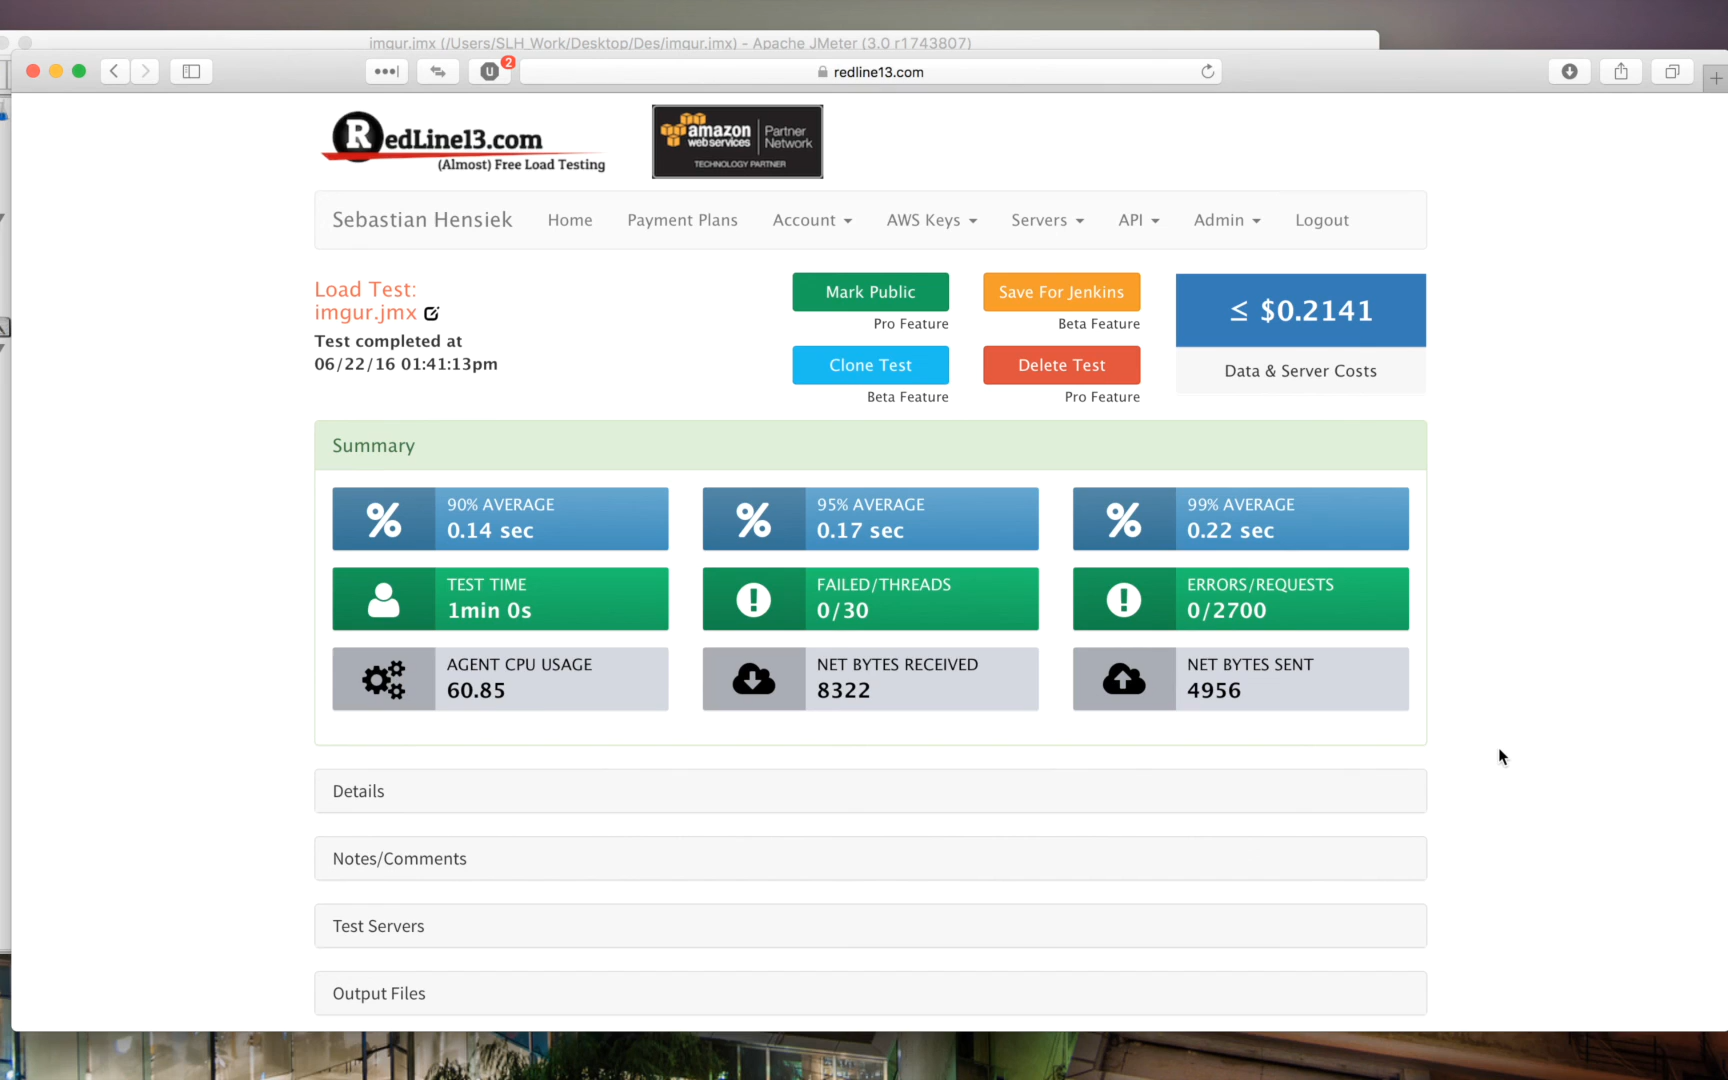 imgur.jmx (/Users/SLH_Work/Desktop/Des/imgur.jmx) - Apache JMeter (3.0 r1743807)
U 2
redline13.com
RedLine13.com
(Almost) Free Load Testing
amazon webservices
Partner Network
TECHNOLOGY PARTNER
Sebastian Hensiek Home Payment Plans Account AWS Keys Servers API Admin Logout
Load Test:
imgur.jmx
Test completed at
06/22/16 01:41:13pm
Mark Public
Pro Feature
Save For Jenkins
Beta Feature
Clone Test
Beta Feature
Delete Test
Pro Feature
≤ $0.2141
Data & Server Costs
Summary
% 90% AVERAGE
0.14 sec
% 95% AVERAGE
0.17 sec
% 99% AVERAGE
0.22 sec
TEST TIME
1min 0s
FAILED/THREADS
0/30
ERRORS/REQUESTS
0/2700
AGENT CPU USAGE
60.85
NET BYTES RECEIVED
8322
NET BYTES SENT
4956
Details
Notes/Comments
Test Servers
Output Files